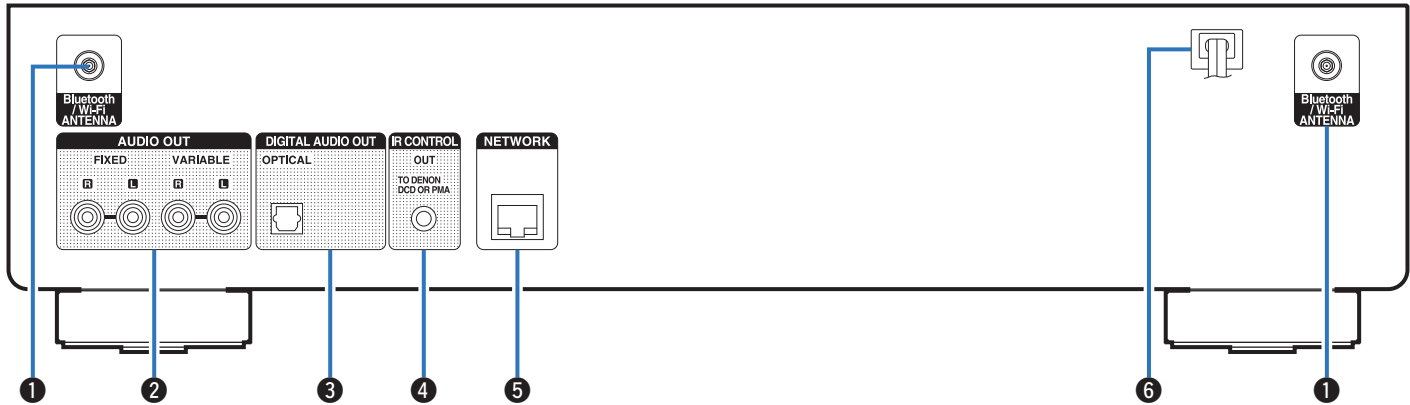 Bluetooth
/ Wi-Fi
ANTENNA
Bluetooth
/ Wi-Fi
ANTENNA
AUDIO OUT
FIXED VARIABLE
R L R L
DIGITAL AUDIO OUT
OPTICAL
IR CONTROL
OUT
TO DENON
DCD OR PMA
NETWORK
1 2 3 4 5 6 1